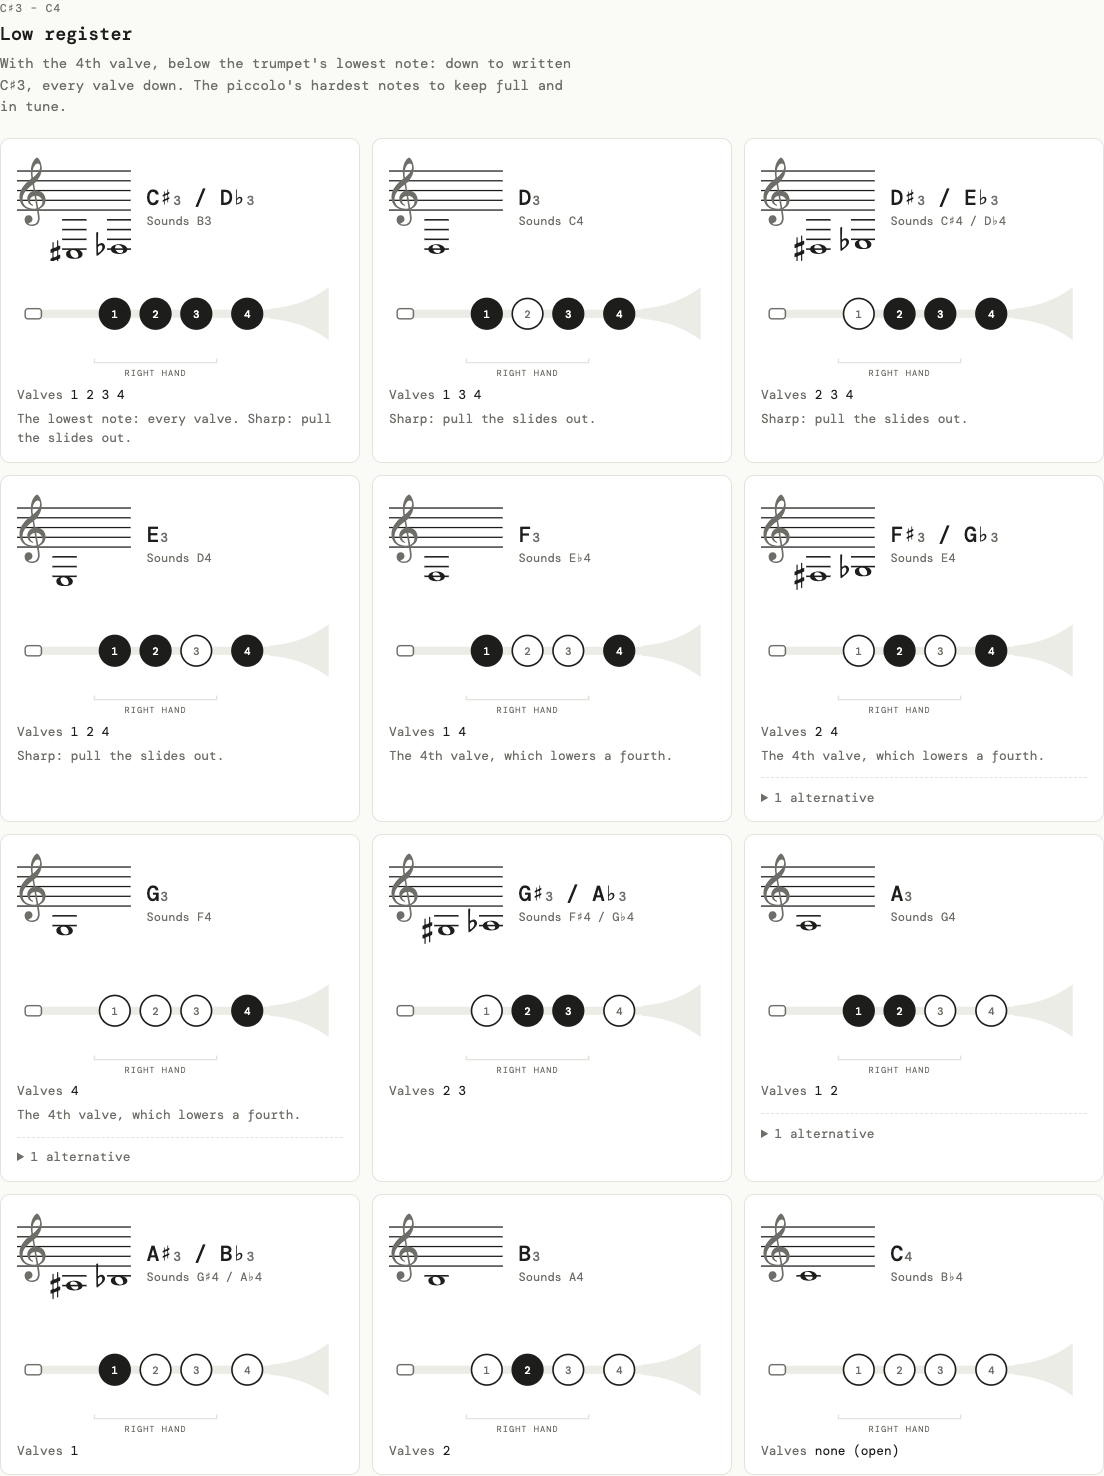 C♯3 – C4
Low register
With the 4th valve, below the trumpet's lowest note: down to written
C♯3, every valve down. The piccolo's hardest notes to keep full and
in tune.
C♯3 / D♭3
Sounds B3
1 2 3 4
RIGHT HAND
Valves 1 2 3 4
The lowest note: every valve. Sharp: pull
the slides out.
D3
Sounds C4
1 2 3 4
RIGHT HAND
Valves 1 3 4
Sharp: pull the slides out.
D♯3 / E♭3
Sounds C♯4 / D♭4
1 2 3 4
RIGHT HAND
Valves 2 3 4
Sharp: pull the slides out.
E3
Sounds D4
1 2 3 4
RIGHT HAND
Valves 1 2 4
Sharp: pull the slides out.
F3
Sounds E♭4
1 2 3 4
RIGHT HAND
Valves 1 4
The 4th valve, which lowers a fourth.
F♯3 / G♭3
Sounds E4
1 2 3 4
RIGHT HAND
Valves 2 4
The 4th valve, which lowers a fourth.
▶ 1 alternative
G3
Sounds F4
1 2 3 4
RIGHT HAND
Valves 4
The 4th valve, which lowers a fourth.
▶ 1 alternative
G♯3 / A♭3
Sounds F♯4 / G♭4
1 2 3 4
RIGHT HAND
Valves 2 3
A3
Sounds G4
1 2 3 4
RIGHT HAND
Valves 1 2
▶ 1 alternative
A♯3 / B♭3
Sounds G♯4 / A♭4
1 2 3 4
RIGHT HAND
Valves 1
B3
Sounds A4
1 2 3 4
RIGHT HAND
Valves 2
C4
Sounds B♭4
1 2 3 4
RIGHT HAND
Valves none (open)